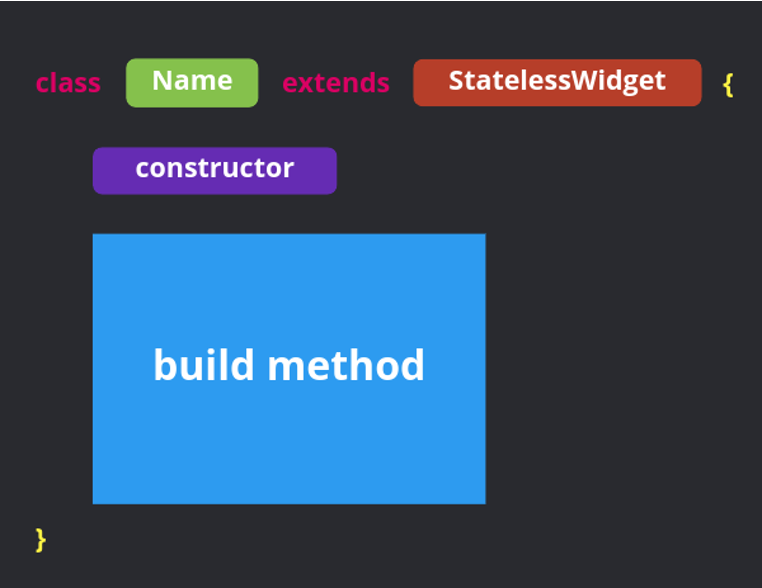 class Name extends StatelessWidget {
constructor
build method
}